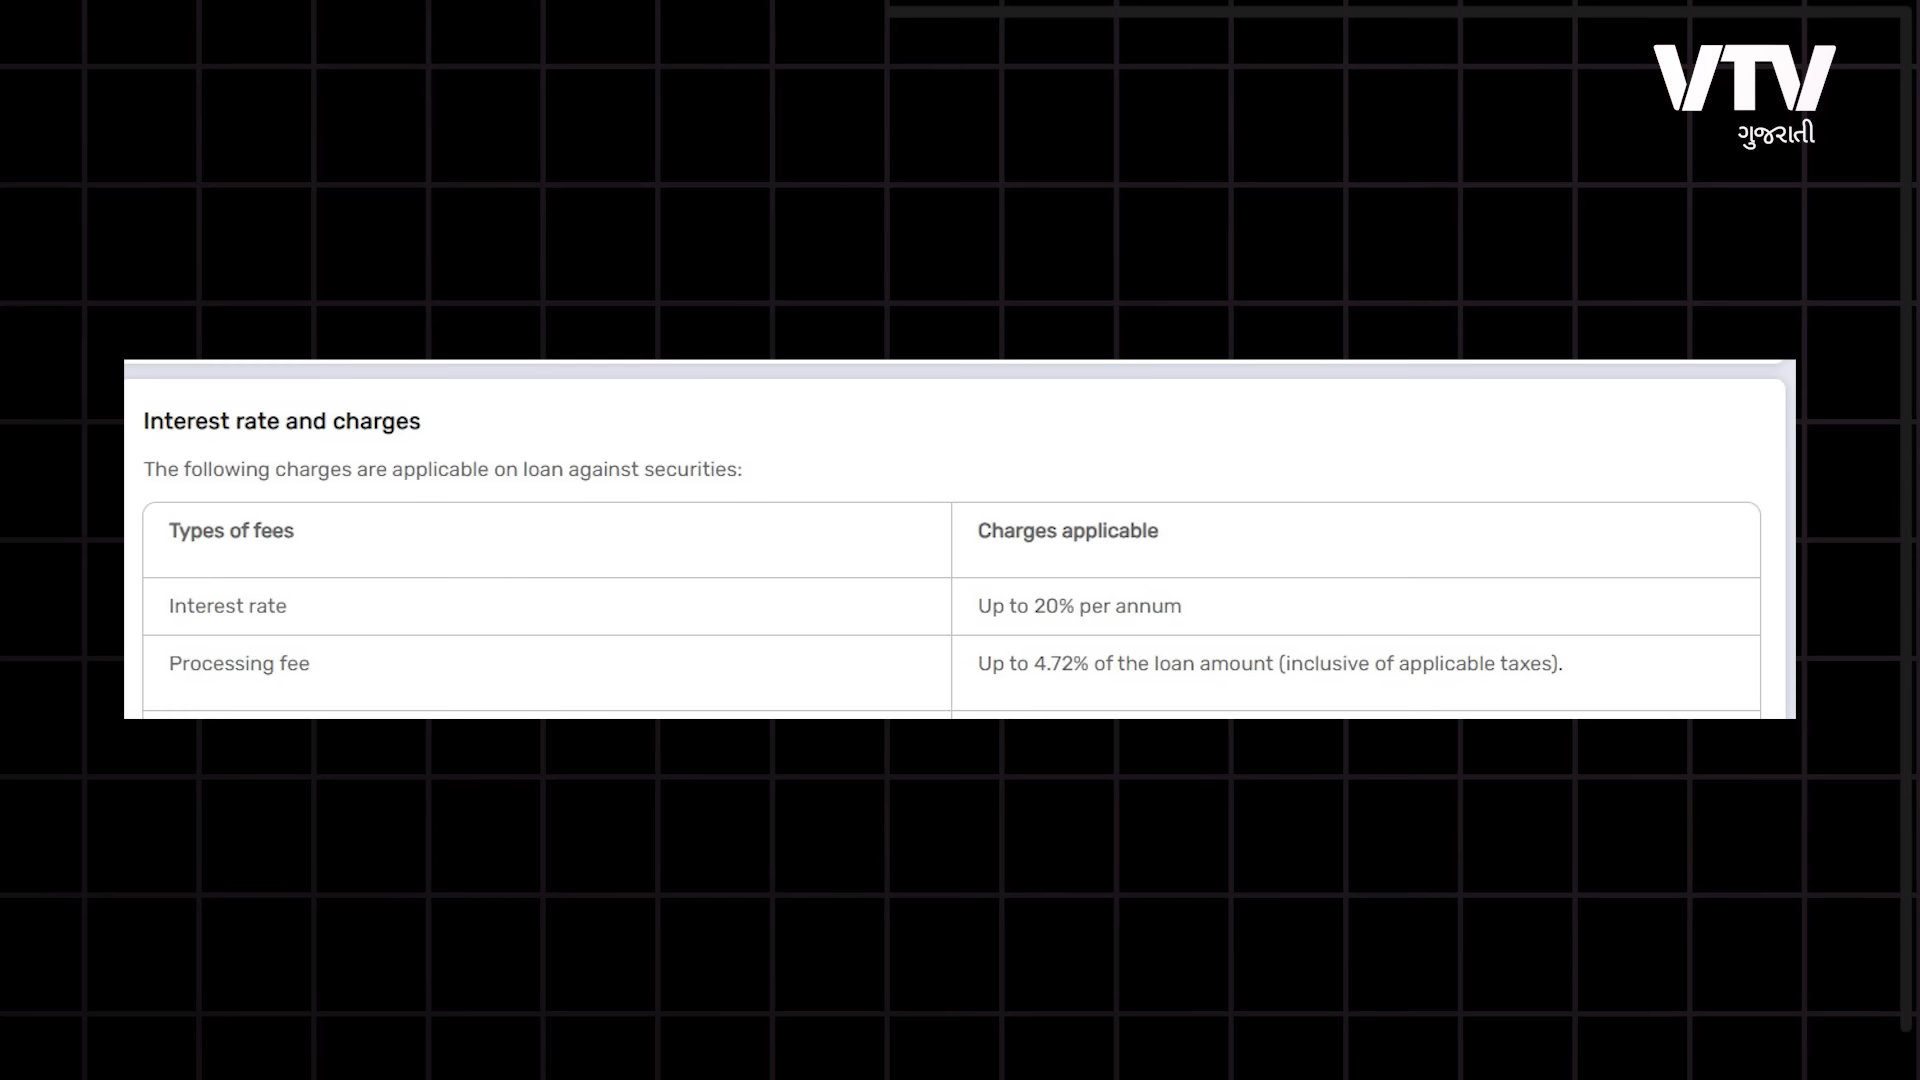 VTV
ગુજરાતી
Interest rate and charges
The following charges are applicable on loan against securities:
Types of fees
Charges applicable
Interest rate
Up to 20% per annum
Processing fee
Up to 4.72% of the loan amount (inclusive of applicable taxes).